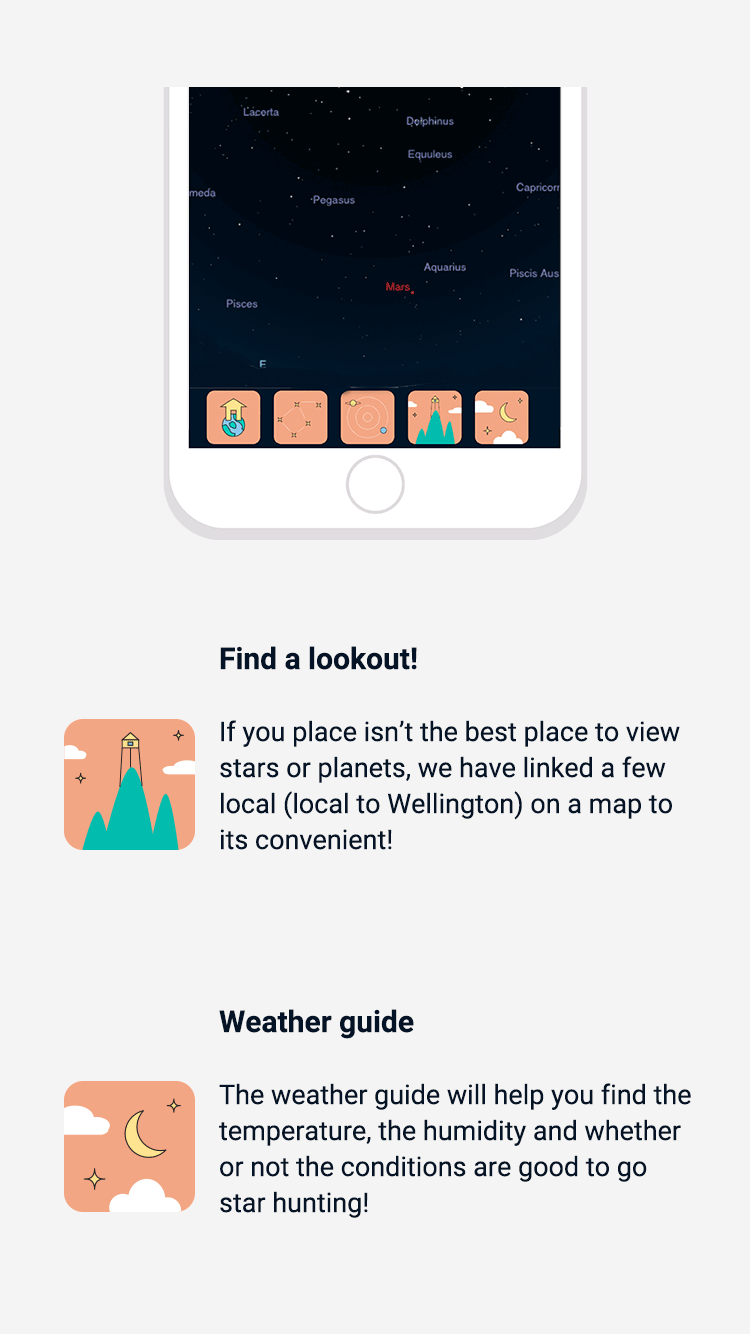 Lacerta
Delphinus
Equuleus
meda
Capricorn
Pegasus
Aquarius
Piscis Aus
Mars
Pisces
E
Find a lookout!
If you place isn’t the best place to view
stars or planets, we have linked a few
local (local to Wellington) on a map to
its convenient!
Weather guide
The weather guide will help you find the
temperature, the humidity and whether
or not the conditions are good to go
star hunting!